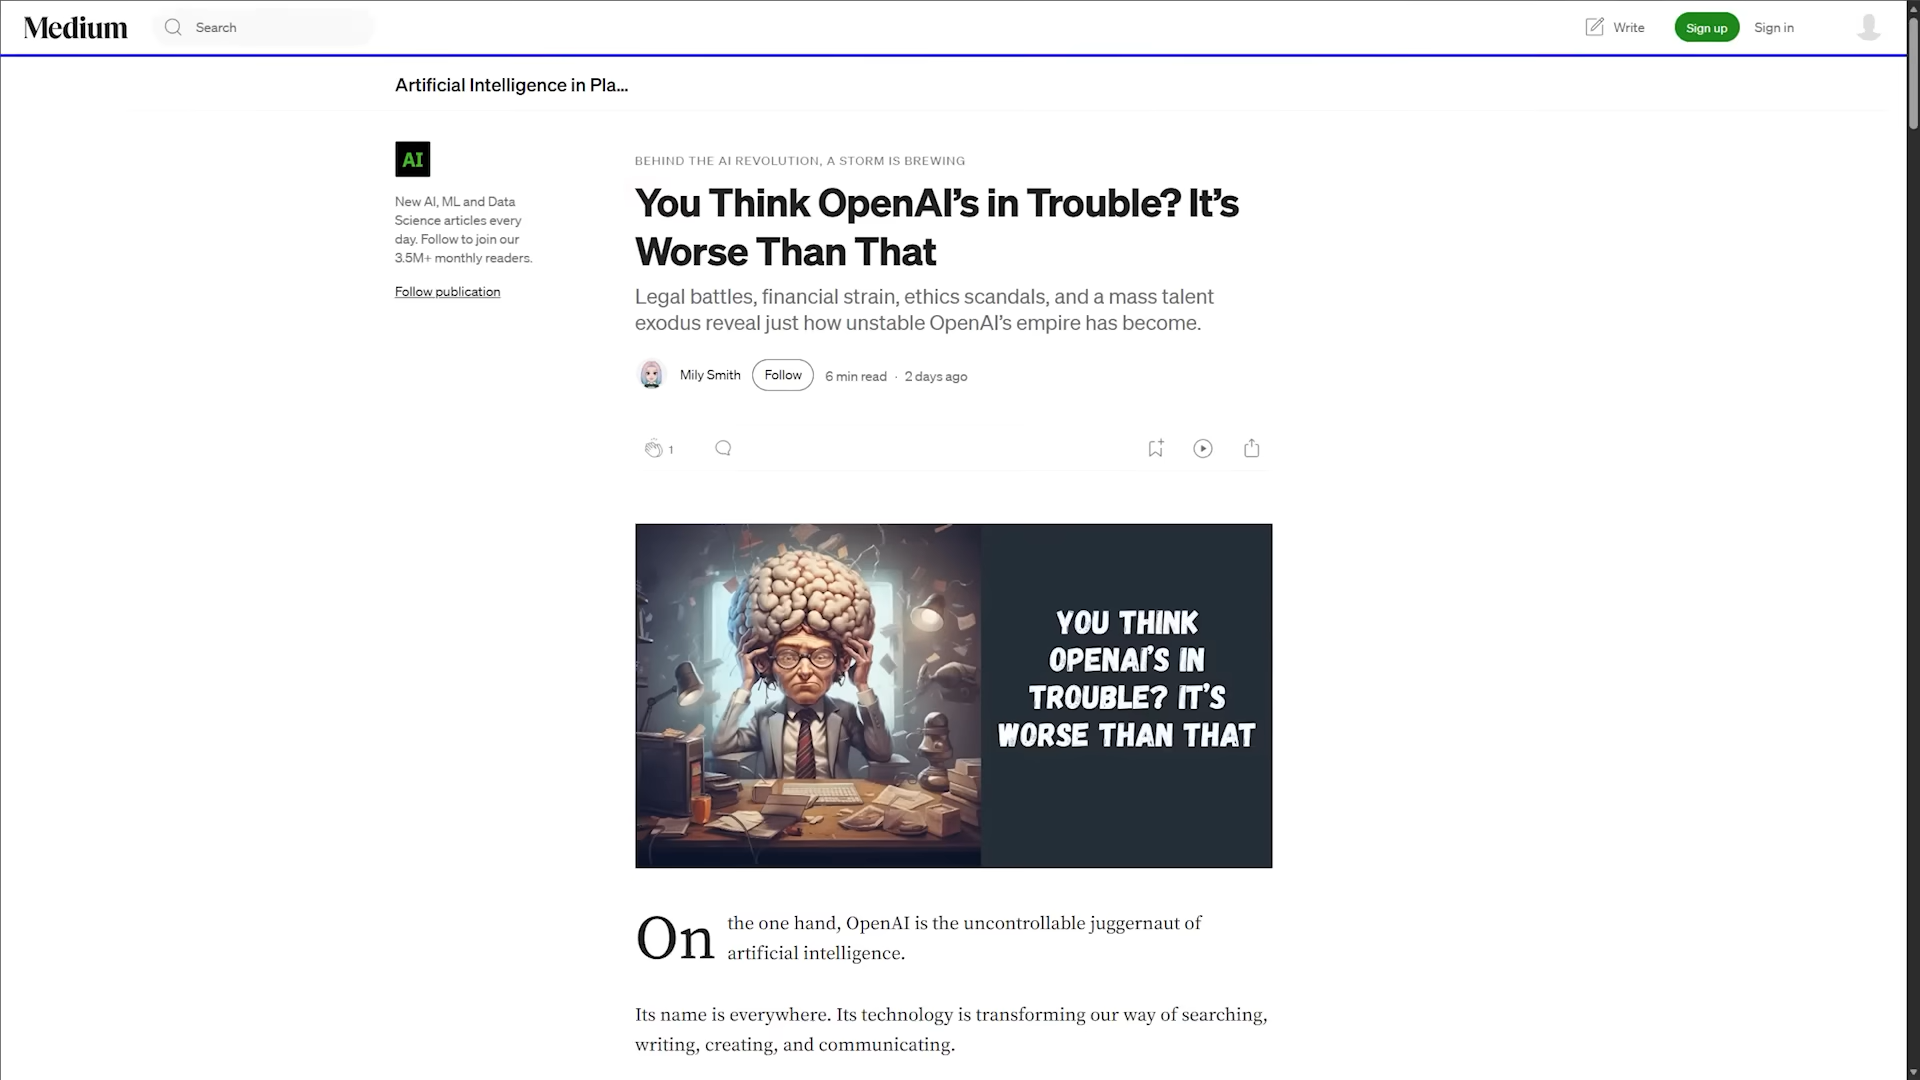 Medium
Search
Write
Sign up
Sign in
Artificial Intelligence in Pla...
AI
New AI, ML and Data
Science articles every
day. Follow to join our
3.5M+ monthly readers.
Follow publication
BEHIND THE AI REVOLUTION, A STORM IS BREWING
You Think OpenAI’s in Trouble? It’s
Worse Than That
Legal battles, financial strain, ethics scandals, and a mass talent
exodus reveal just how unstable OpenAI’s empire has become.
Mily Smith
Follow
6 min read · 2 days ago
1
YOU THINK
OPENAI’S IN
TROUBLE? IT’S
WORSE THAN THAT
On the one hand, OpenAI is the uncontrollable juggernaut of
artificial intelligence.
Its name is everywhere. Its technology is transforming our way of searching,
writing, creating, and communicating.